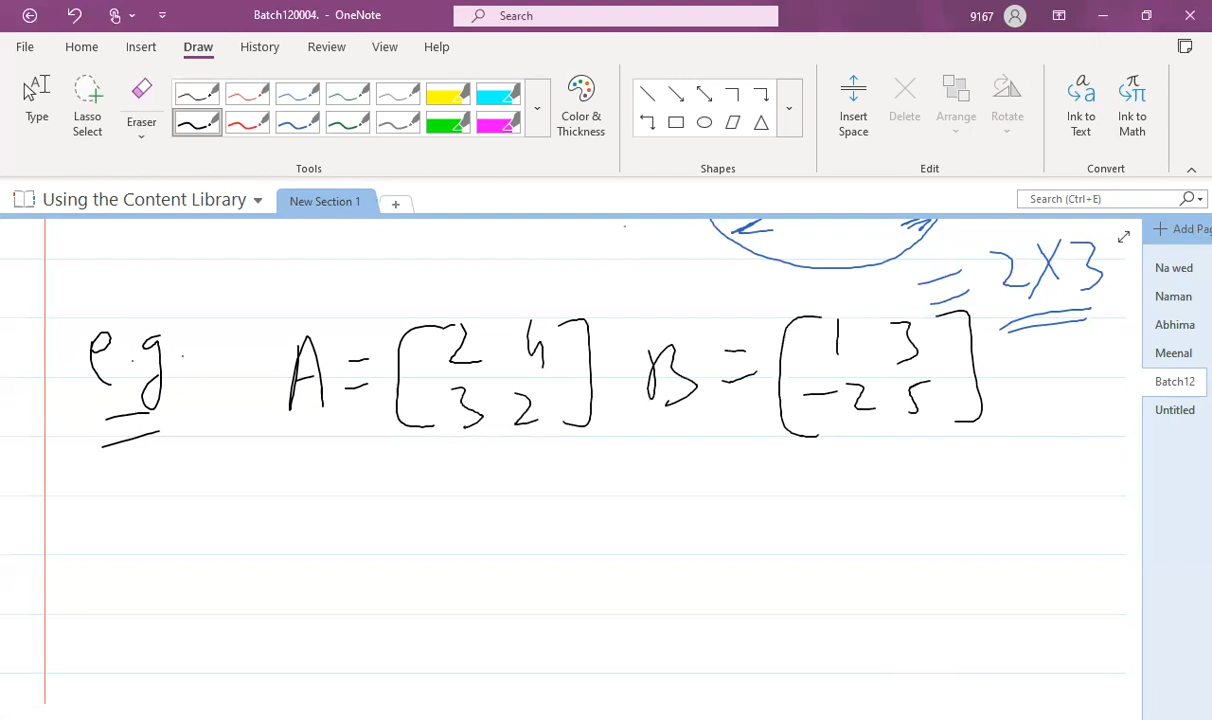 Batch120004. - OneNote
Search
9167
File Home Insert Draw History Review View Help
Type
Lasso Select
Eraser
Color & Thickness
Insert Space
Delete
Arrange
Rotate
Ink to Text
Ink to Math
Tools
Shapes
Edit
Convert
Using the Content Library
New Section 1
+
Search (Ctrl+E)
Add Pag
Na wed
Naman
Abhima
Meenal
Batch12
Untitled
= 2X3
e.g. A = [2 4 B = [1 3
3 2] -2 5]